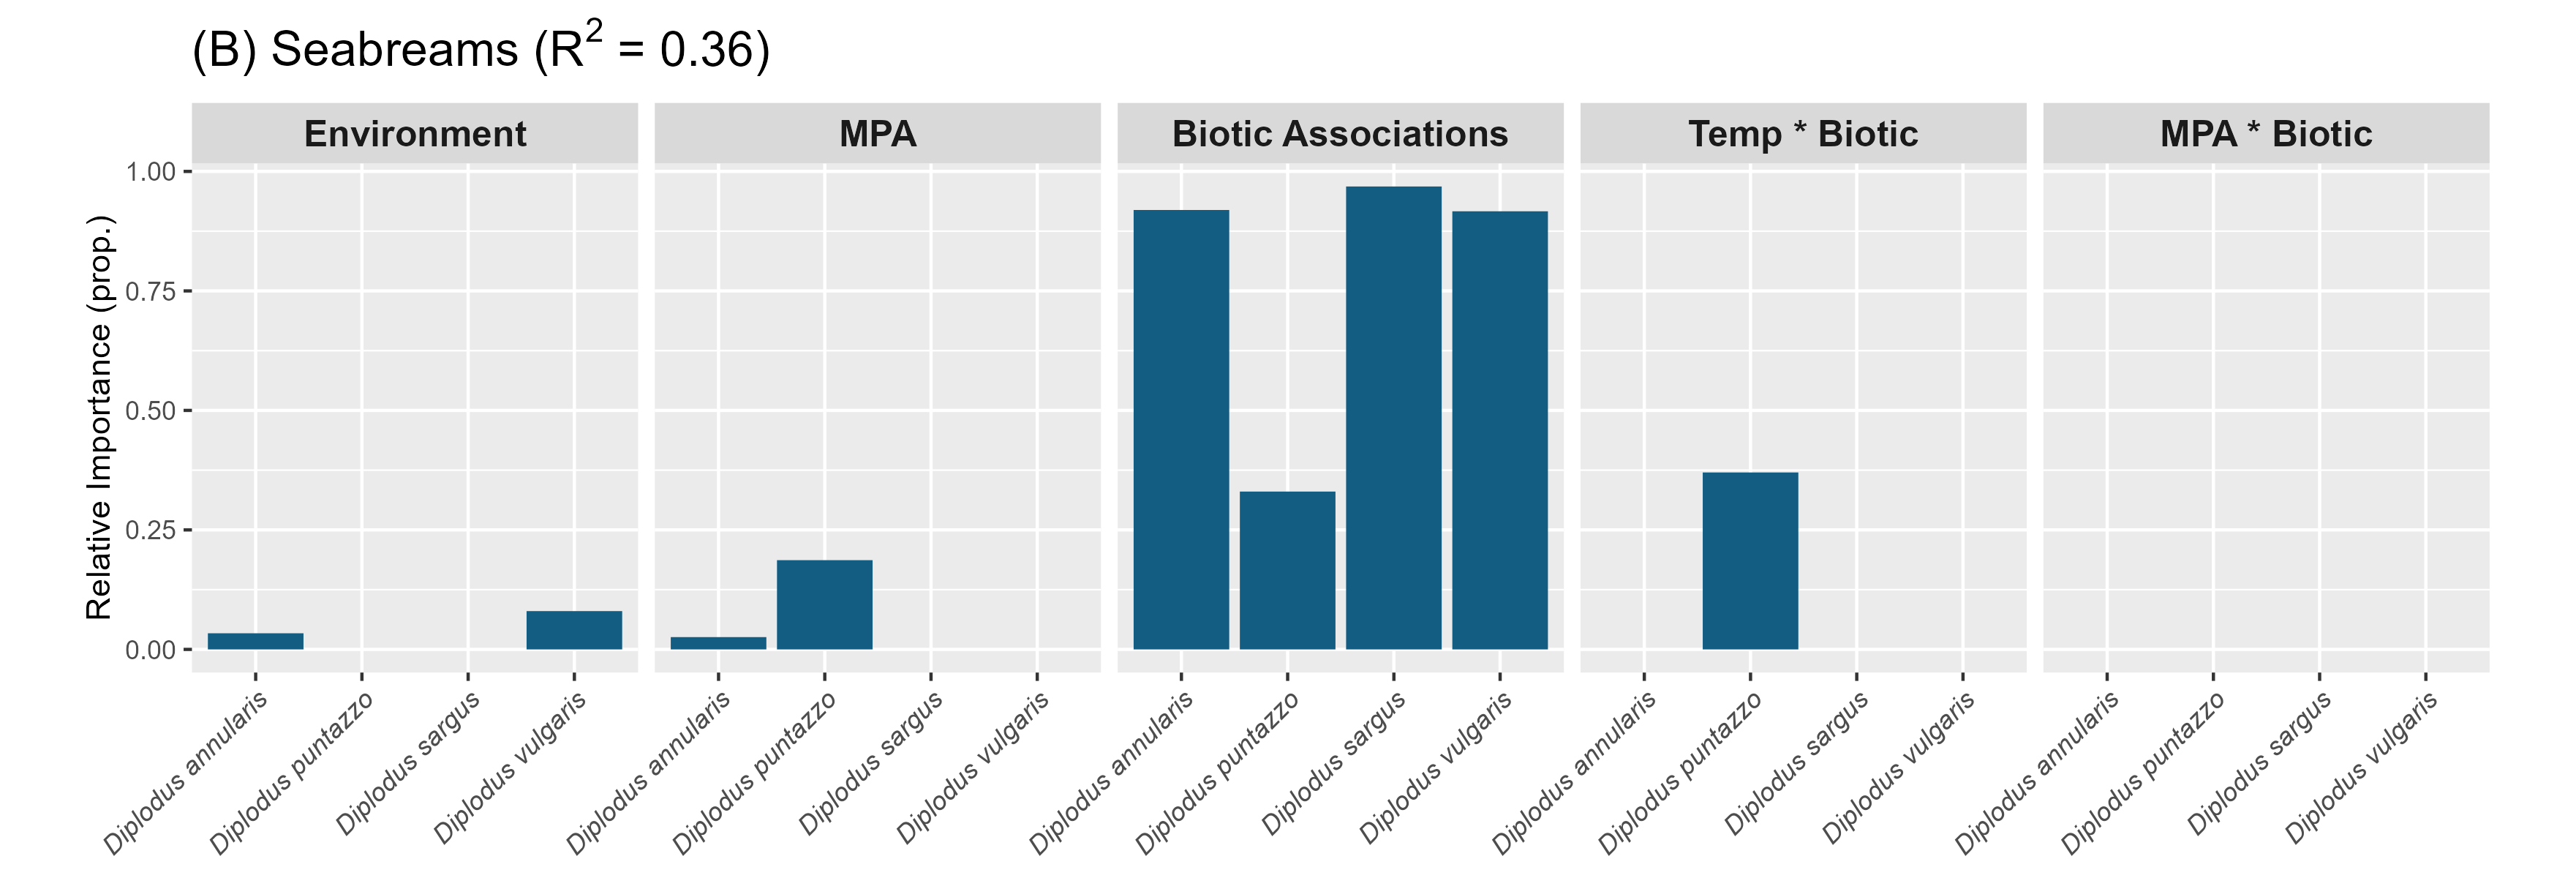 (B) Seabreams (R² = 0.36)
Environment
MPA
Biotic Associations
Temp * Biotic
MPA * Biotic
Relative Importance (prop.)
1.00
0.75
0.50
0.25
0.00
Diplodus annularis
Diplodus puntazzo
Diplodus sargus
Diplodus vulgaris
Diplodus annularis
Diplodus puntazzo
Diplodus sargus
Diplodus vulgaris
Diplodus annularis
Diplodus puntazzo
Diplodus sargus
Diplodus vulgaris
Diplodus annularis
Diplodus puntazzo
Diplodus sargus
Diplodus vulgaris
Diplodus annularis
Diplodus puntazzo
Diplodus sargus
Diplodus vulgaris